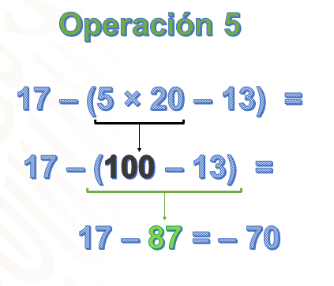 Operación 5
17 – (5 × 20 – 13) =
17 – (100 – 13) =
17 – 87 = – 70